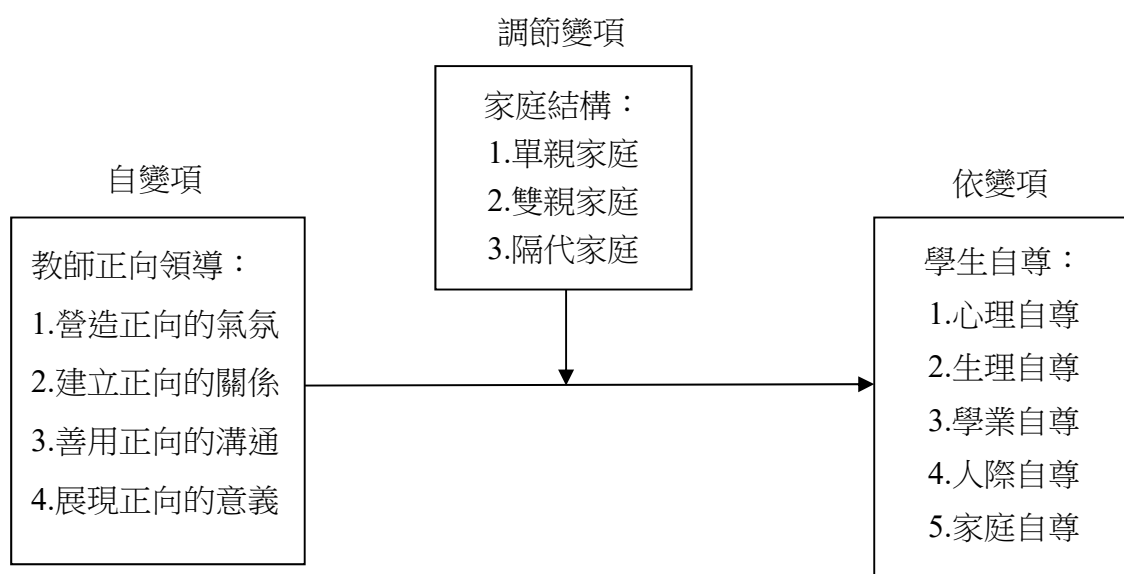 調節變項
家庭結構：
1.單親家庭
2.雙親家庭
3.隔代家庭
自變項
教師正向領導：
1.營造正向的氣氛
2.建立正向的關係
3.善用正向的溝通
4.展現正向的意義
依變項
學生自尊：
1.心理自尊
2.生理自尊
3.學業自尊
4.人際自尊
5.家庭自尊